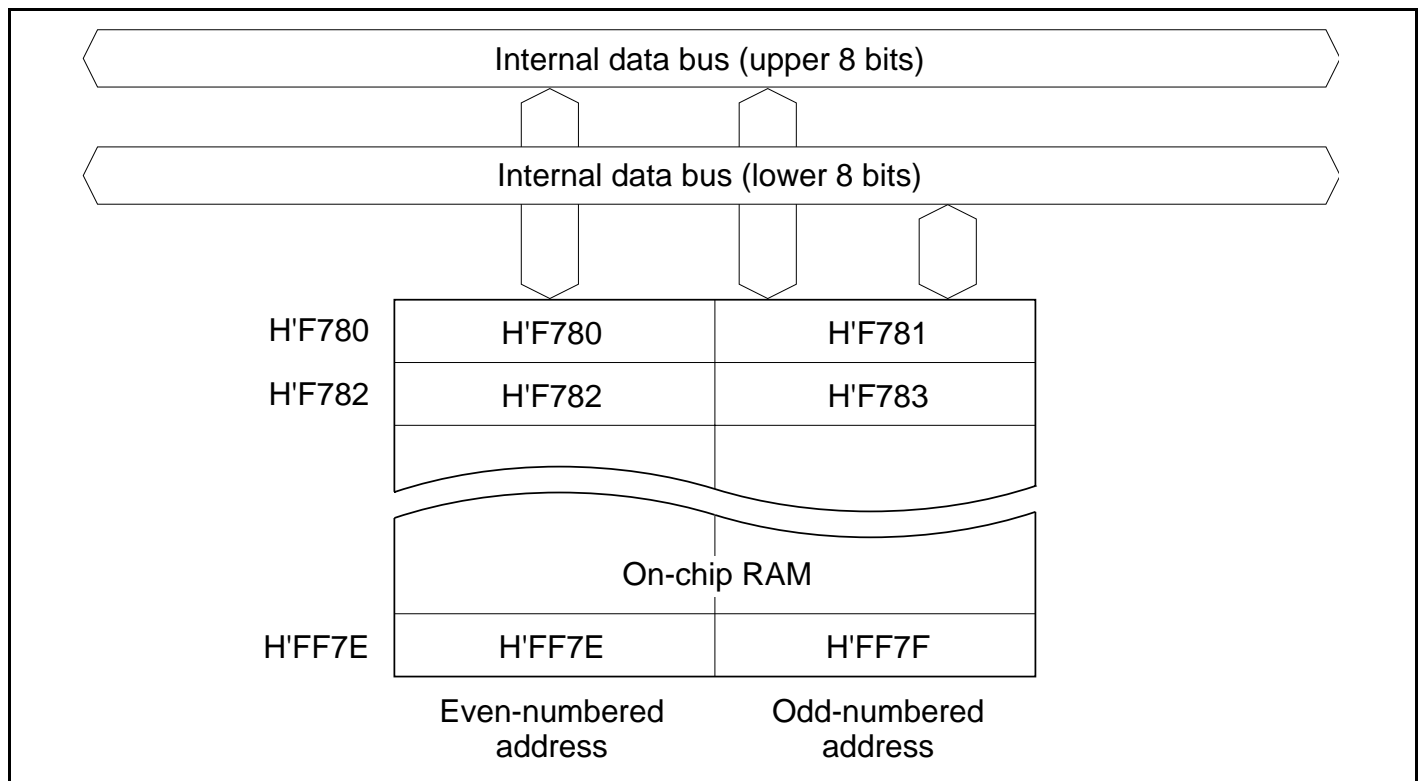 Internal data bus (upper 8 bits)
Internal data bus (lower 8 bits)
H'F780 H'F780 H'F781
H'F782 H'F782 H'F783
On-chip RAM
H'FF7E H'FF7E H'FF7F
Even-numbered address
Odd-numbered address